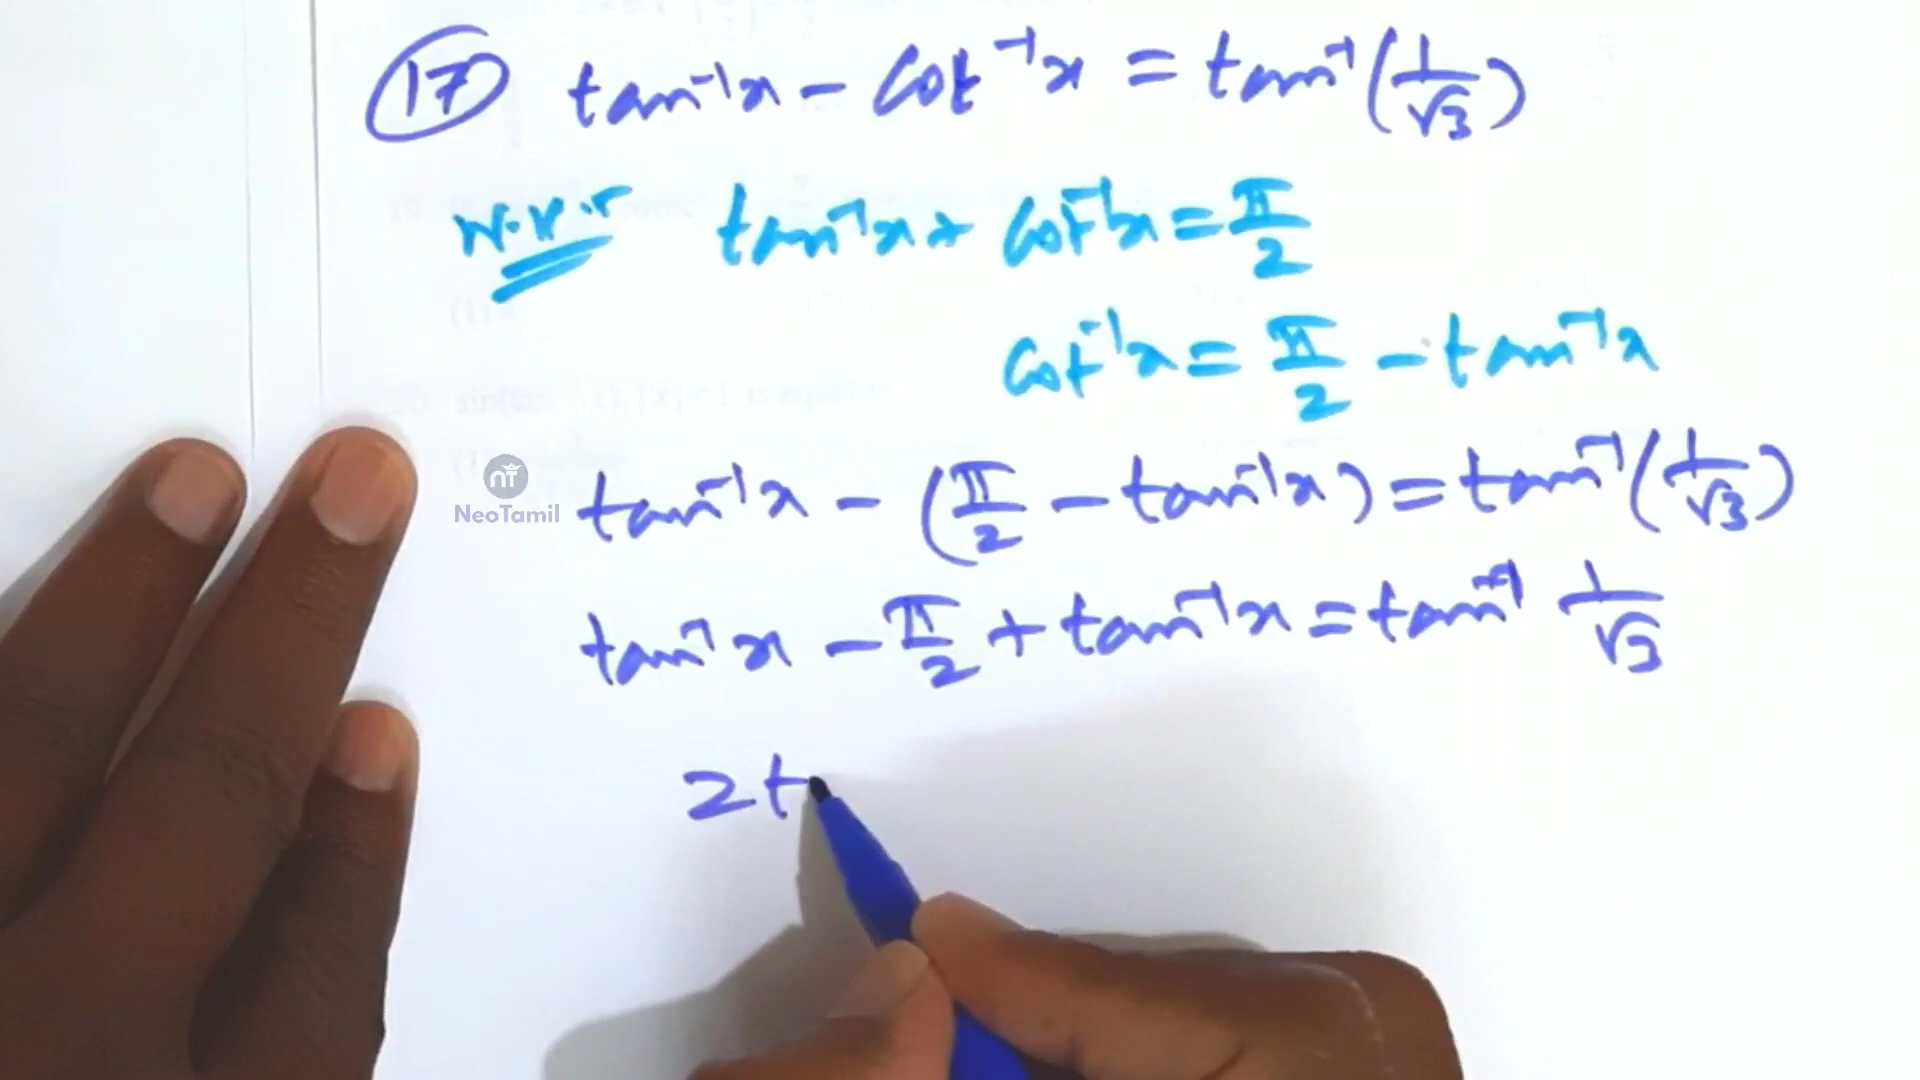 17 tan⁻¹x - cot⁻¹x = tan⁻¹(1/√3)
W.K.T tan⁻¹x + cot⁻¹x = π/2
cot⁻¹x = π/2 - tan⁻¹x
tan⁻¹x - (π/2 - tan⁻¹x) = tan⁻¹(1/√3)
nT
NeoTamil
tan⁻¹x - π/2 + tan⁻¹x = tan⁻¹ 1/√3
2t